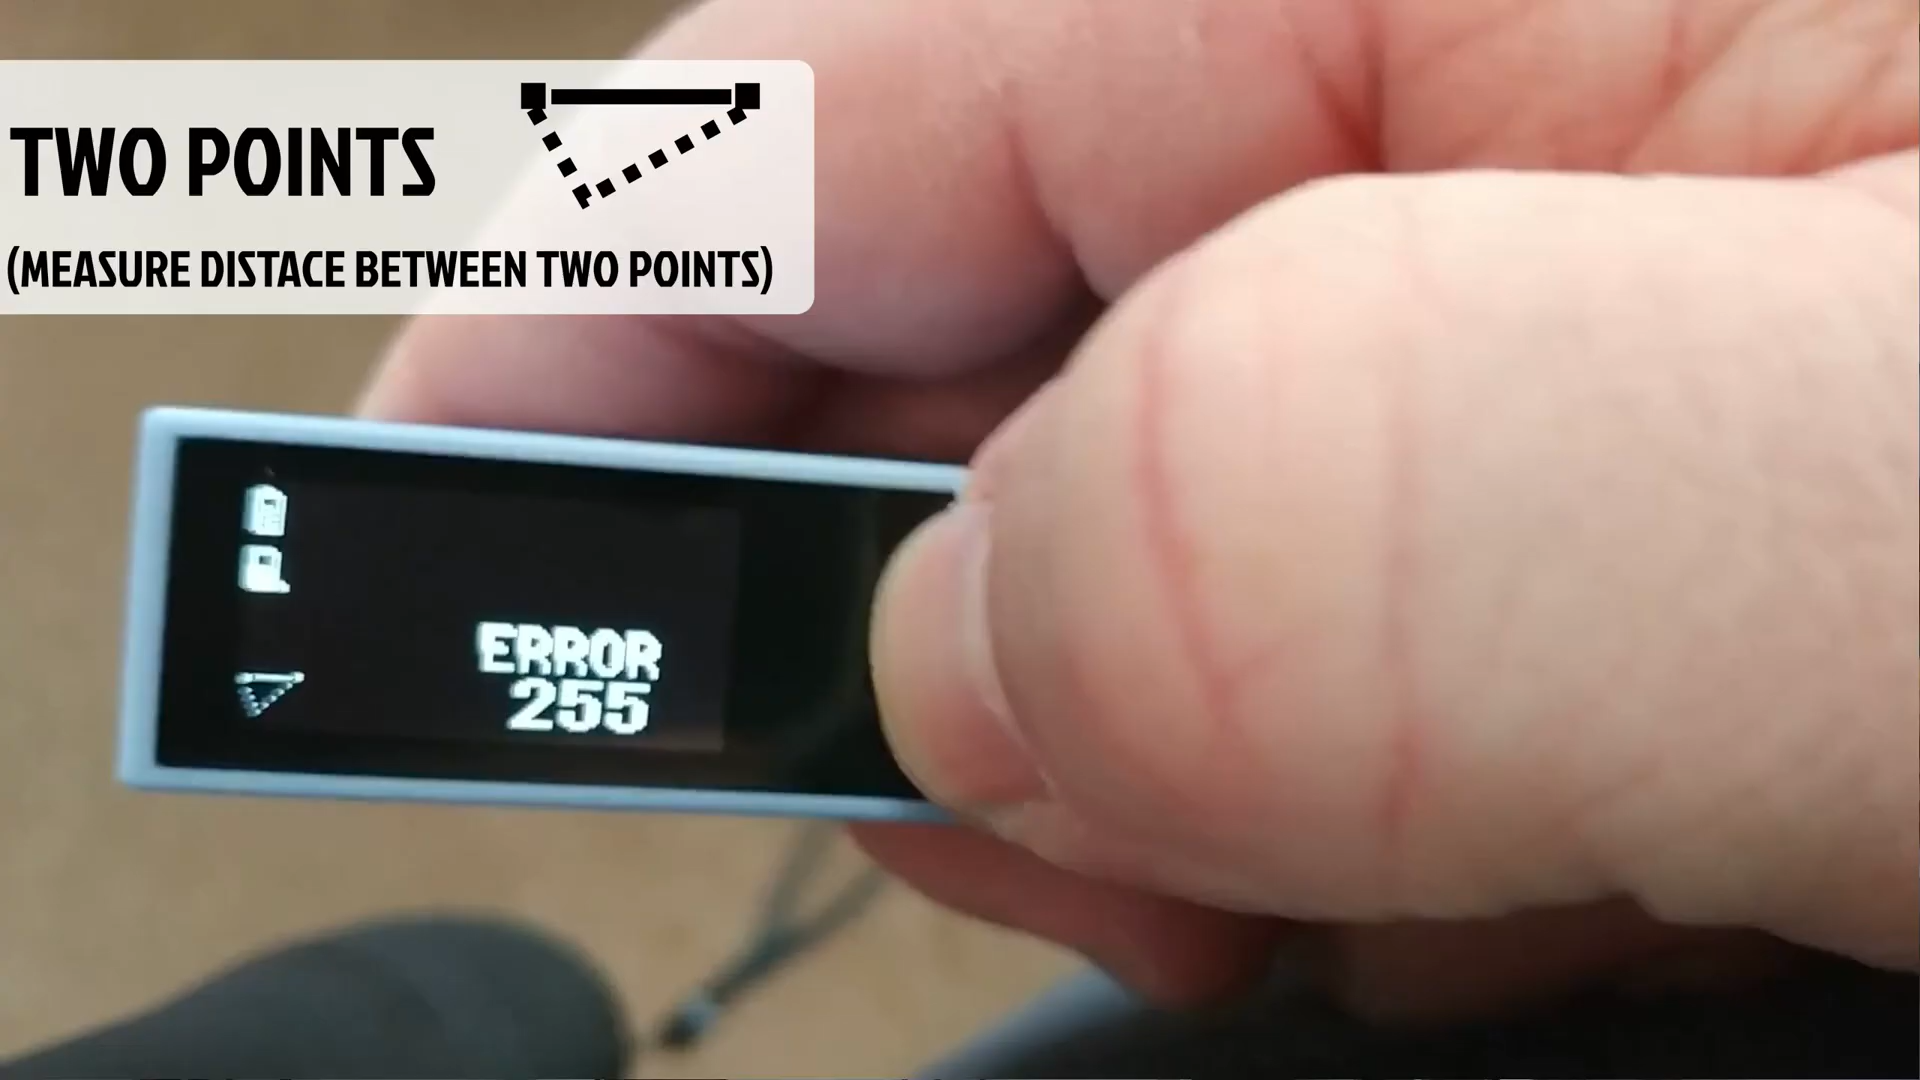 TWO POINTS
(MEASURE DISTACE BETWEEN TWO POINTS)
ERROR
255